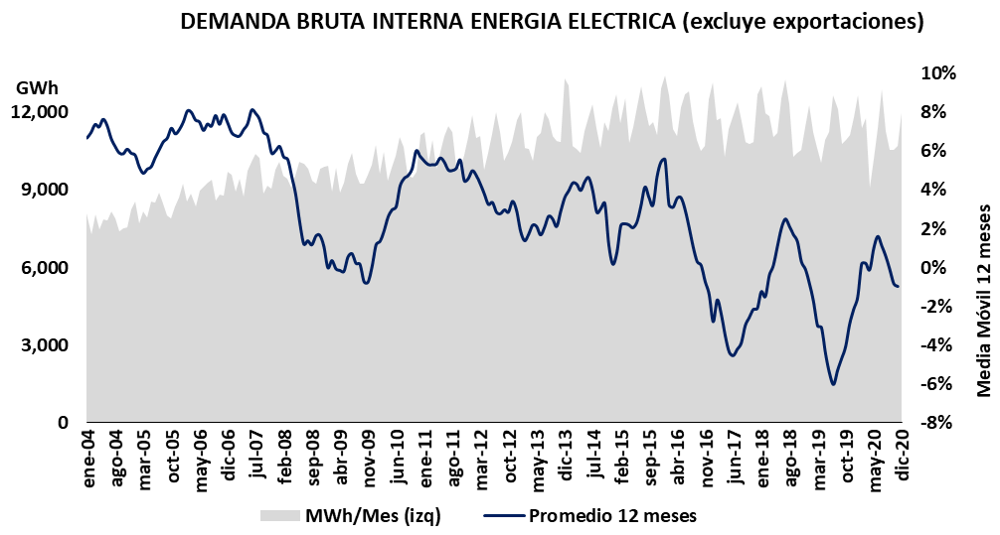 DEMANDA BRUTA INTERNA ENERGIA ELECTRICA (excluye exportaciones)
GWh
12,000
9,000
6,000
3,000
0
10%
8%
6%
4%
2%
0%
-2%
-4%
-6%
-8%
Media Móvil 12 meses
ene-04
ago-04
mar-05
oct-05
may-06
dic-06
jul-07
feb-08
sep-08
abr-09
nov-09
jun-10
ene-11
ago-11
mar-12
oct-12
may-13
dic-13
jul-14
feb-15
sep-15
abr-16
nov-16
jun-17
ene-18
ago-18
mar-19
oct-19
may-20
dic-20
MWh/Mes (izq)
Promedio 12 meses